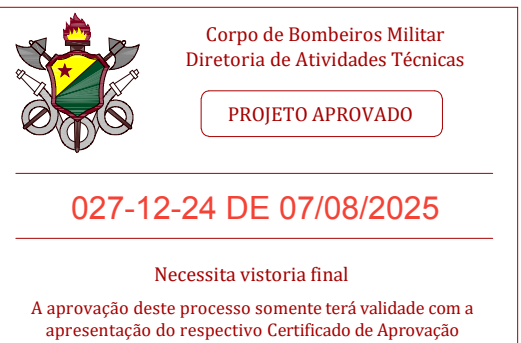 Corpo de Bombeiros Militar
Diretoria de Atividades Técnicas
PROJETO APROVADO
027-12-24 DE 07/08/2025
Necessita vistoria final
A aprovação deste processo somente terá validade com a
apresentação do respectivo Certificado de Aprovação